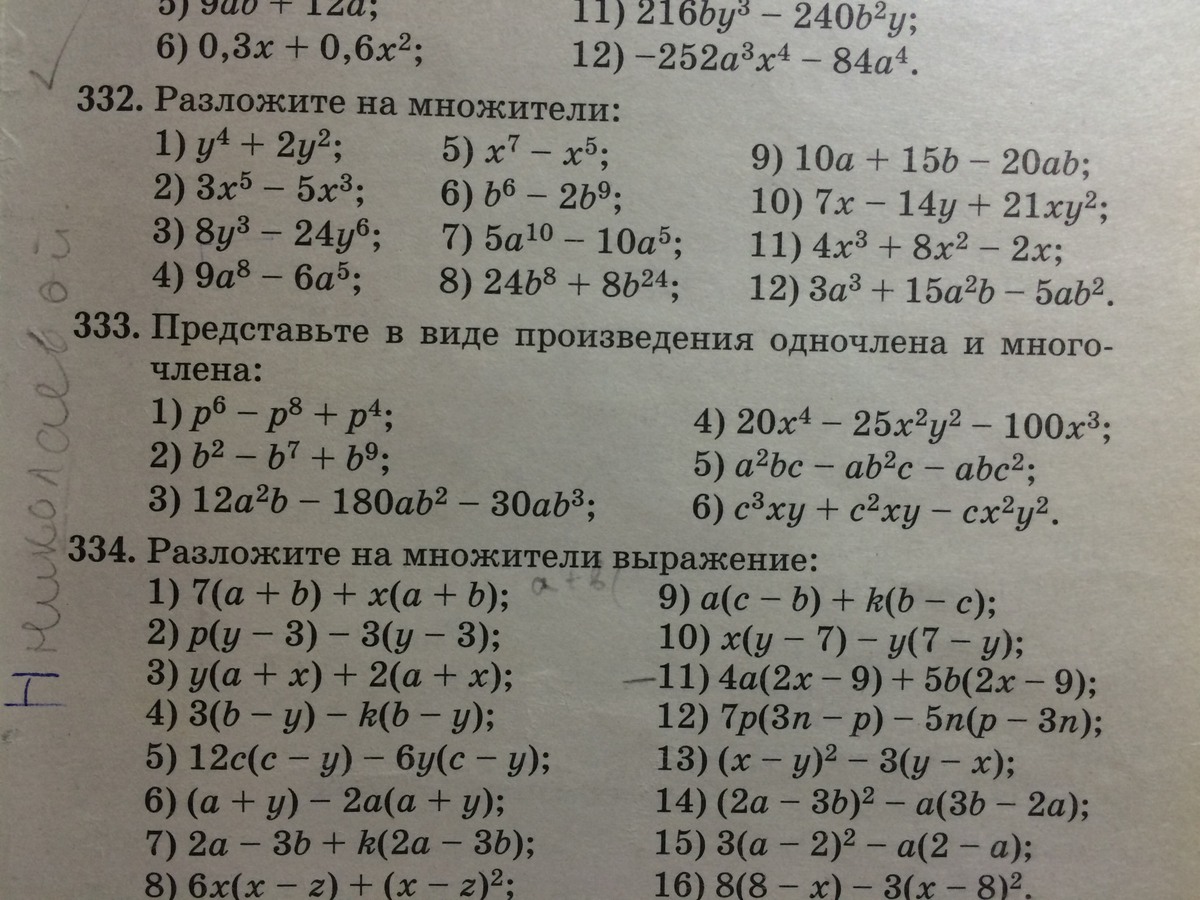 5) 9ab + 12a; 11) 216by³ − 240b²y;
6) 0,3x + 0,6x²; 12) −252a³x⁴ − 84a⁴.
332. Разложите на множители:
1) y⁴ + 2y²; 5) x⁷ − x⁵; 9) 10a + 15b − 20ab;
2) 3x⁵ − 5x³; 6) b⁶ − 2b⁹; 10) 7x − 14y + 21xy²;
3) 8y³ − 24y⁶; 7) 5a¹⁰ − 10a⁵; 11) 4x³ + 8x² − 2x;
4) 9a⁸ − 6a⁵; 8) 24b⁸ + 8b²⁴; 12) 3a³ + 15a²b − 5ab².
333. Представьте в виде произведения одночлена и много-
члена:
1) p⁶ − p⁸ + p⁴; 4) 20x⁴ − 25x²y² − 100x³;
2) b² − b⁷ + b⁹; 5) a²bc − ab²c − abc²;
3) 12a²b − 180ab² − 30ab³; 6) c³xy + c²xy − cx²y².
334. Разложите на множители выражение:
1) 7(a + b) + x(a + b); a+b( 9) a(c − b) + k(b − c);
2) p(y − 3) − 3(y − 3); 10) x(y − 7) − y(7 − y);
3) y(a + x) + 2(a + x); 11) 4a(2x − 9) + 5b(2x − 9);
4) 3(b − y) − k(b − y); 12) 7p(3n − p) − 5n(p − 3n);
5) 12c(c − y) − 6y(c − y); 13) (x − y)² − 3(y − x);
6) (a + y) − 2a(a + y); 14) (2a − 3b)² − a(3b − 2a);
7) 2a − 3b + k(2a − 3b); 15) 3(a − 2)² − a(2 − a);
8) 6x(x − z) + (x − z)²; 16) 8(8 − x) − 3(x − 8)².
Н
Николаевой